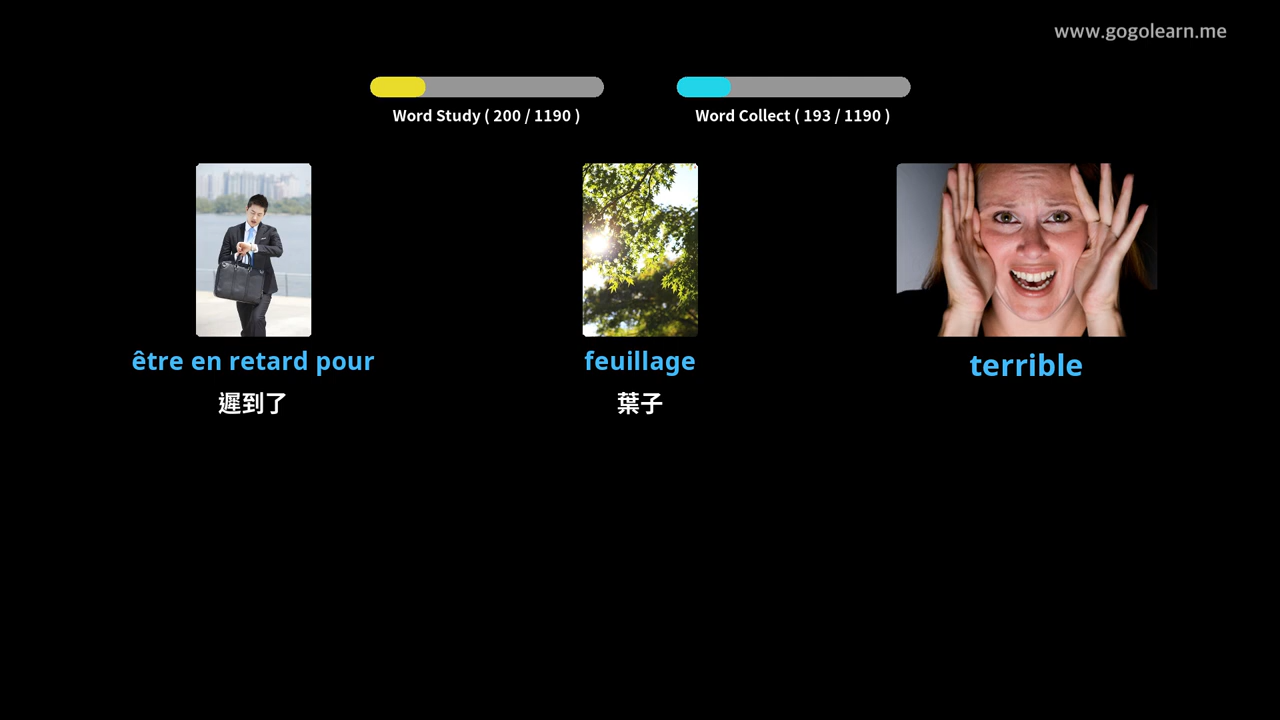 www.gogolearn.me
Word Study ( 200 / 1190 )
Word Collect ( 193 / 1190 )
être en retard pour
遲到了
feuillage
葉子
terrible